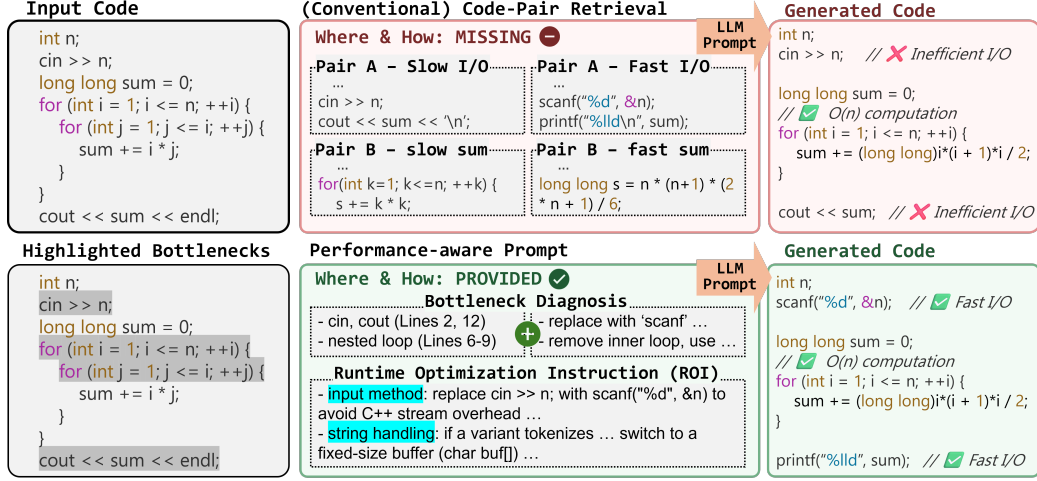 Input Code
int n;
cin >> n;
long long sum = 0;
for (int i = 1; i <= n; ++i) {
for (int j = 1; j <= i; ++j) {
sum += i * j;
}
}
cout << sum << endl;
(Conventional) Code-Pair Retrieval
Where & How: MISSING
Pair A – Slow I/O
...
cin >> n;
cout << sum << ‘\n’;
Pair A – Fast I/O
...
scanf(“%d”, &n);
printf(“%lld\n”, sum);
Pair B – slow sum
...
for(int k=1; k<=n; ++k) {
s += k * k;
Pair B – fast sum
...
long long s = n * (n+1) * (2
* n + 1) / 6;
LLM
Prompt
Generated Code
int n;
cin >> n; // ❌ Inefficient I/O
long long sum = 0;
// ✅ O(n) computation
for (int i = 1; i <= n; ++i) {
sum += (long long)i*(i + 1)*i / 2;
}
cout << sum; // ❌ Inefficient I/O
Highlighted Bottlenecks
int n;
cin >> n;
long long sum = 0;
for (int i = 1; i <= n; ++i) {
for (int j = 1; j <= i; ++j) {
sum += i * j;
}
}
cout << sum << endl;
Performance-aware Prompt
Where & How: PROVIDED
Bottleneck Diagnosis
- cin, cout (Lines 2, 12)
- nested loop (Lines 6-9)
+
- replace with ‘scanf’ …
- remove inner loop, use …
Runtime Optimization Instruction (ROI)
- input method: replace cin >> n; with scanf("%d", &n) to
avoid C++ stream overhead …
- string handling: if a variant tokenizes … switch to a
fixed-size buffer (char buf[]) …
LLM
Prompt
Generated Code
int n;
scanf(“%d”, &n); // ✅ Fast I/O
long long sum = 0;
// ✅ O(n) computation
for (int i = 1; i <= n; ++i) {
sum += (long long)i*(i + 1)*i / 2;
}
printf(“%lld”, sum); // ✅ Fast I/O